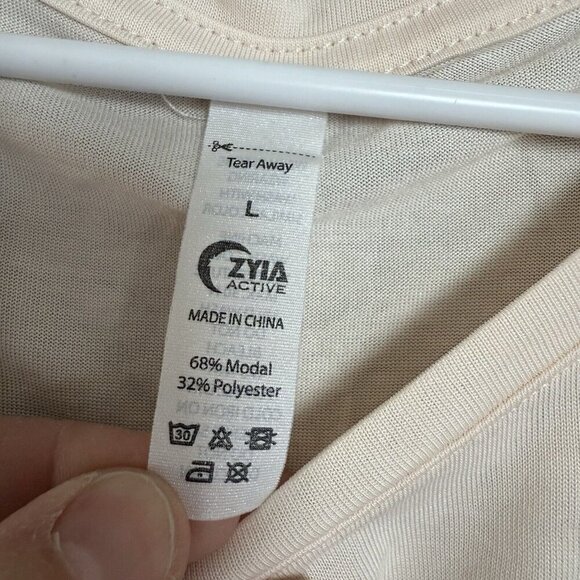 Tear Away
L
ZYIA
ACTIVE
MADE IN CHINA
68% Modal
32% Polyester
30